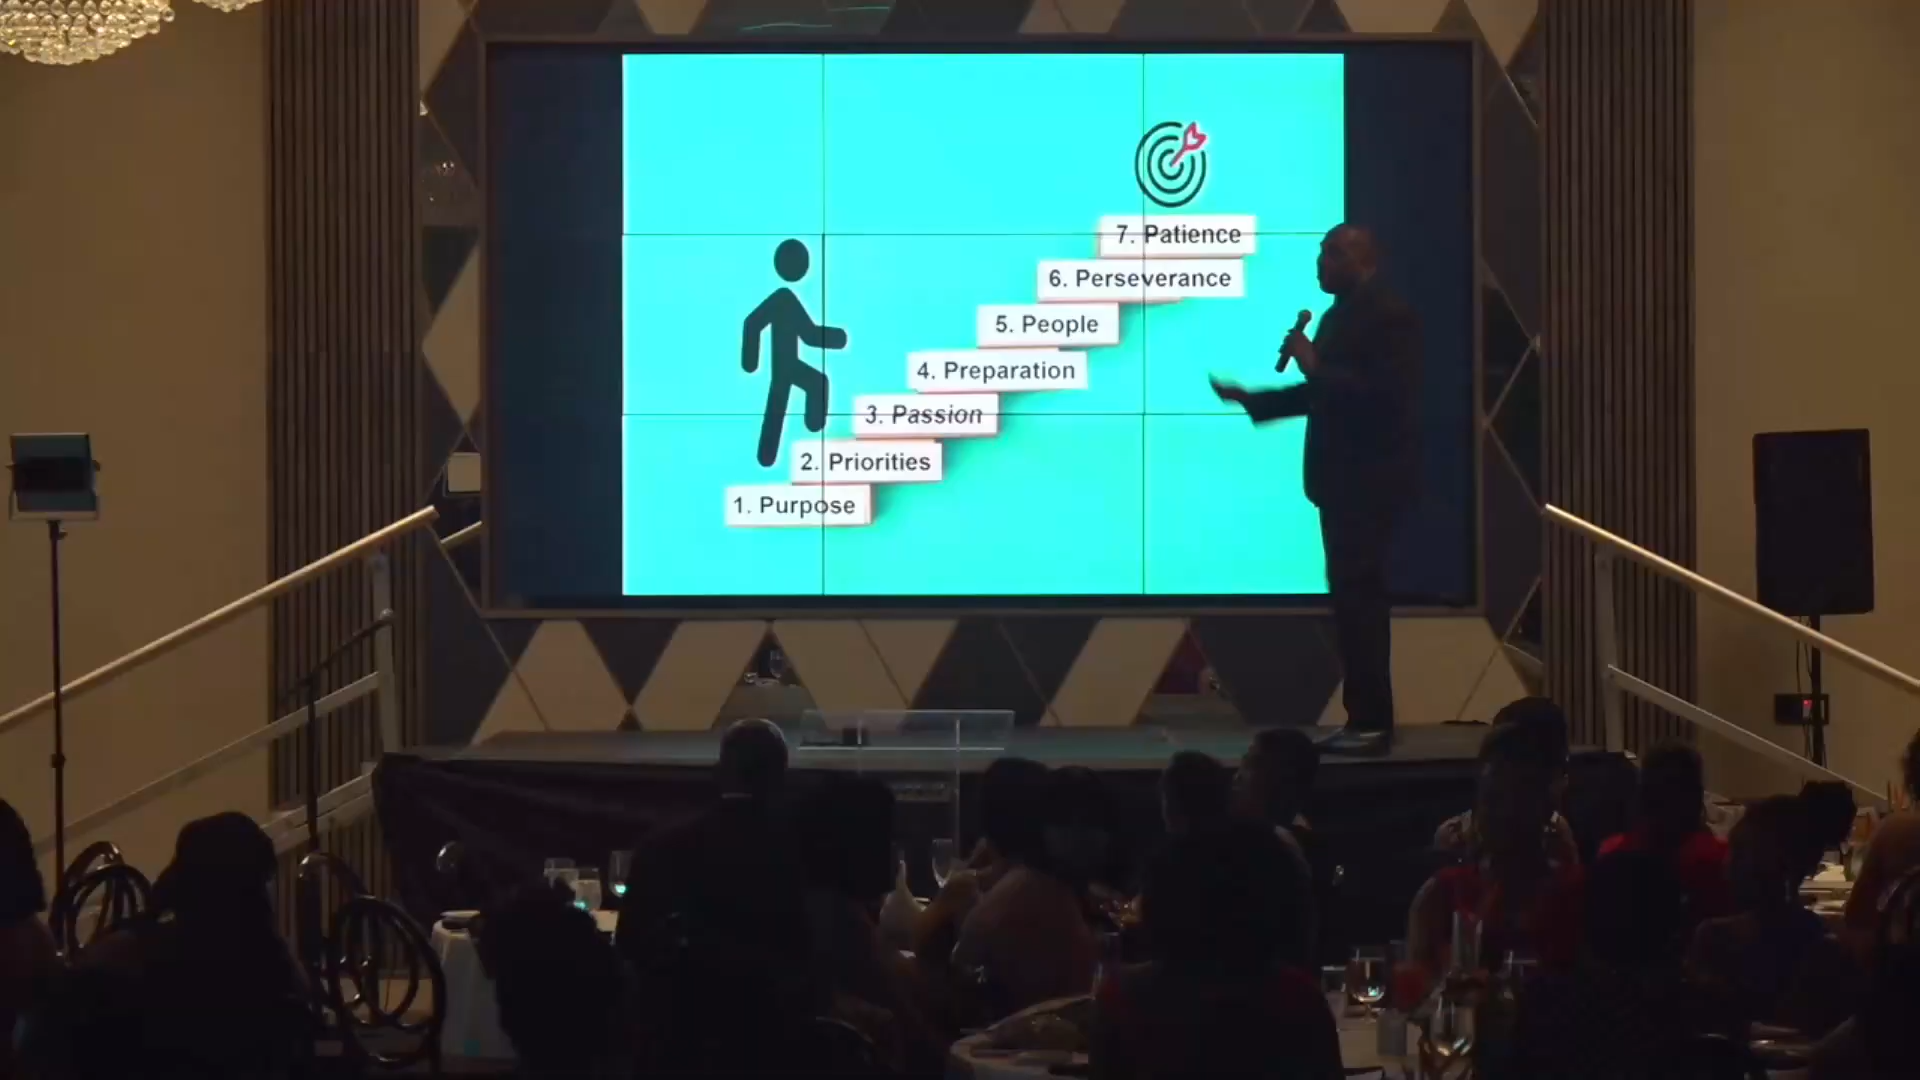 7. Patience
6. Perseverance
5. People
4. Preparation
3. Passion
2. Priorities
1. Purpose